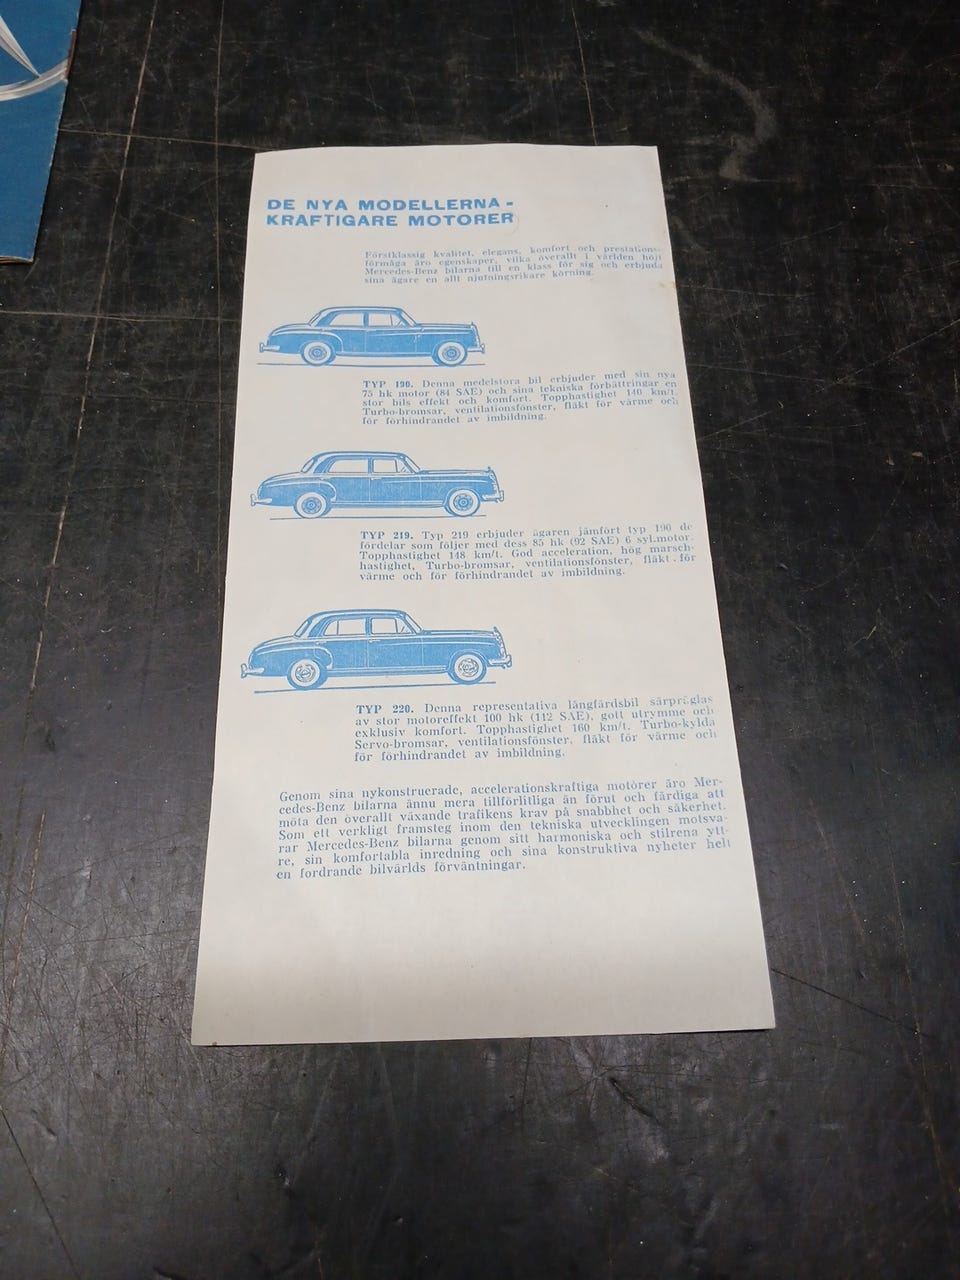 DE NYA MODELLERNA -
KRAFTIGARE MOTORER
Förstklassig kvalitet, elegans, komfort och prestations-
förmåga äro egenskaper, vilka överallt i världen höjt
Mercedes-Benz bilarna till en klass för sig och erbjuda
sina ägare en allt njutningsrikare körning.
TYP 190. Denna medelstora bil erbjuder med sin nya
75 hk motor (84 SAE) och sina tekniska förbättringar en
stor bils effekt och komfort. Topphastighet 140 km/t.
Turbo-bromsar, ventilationsfönster, fläkt för värme och
för förhindrandet av imbildning.
TYP 219. Typ 219 erbjuder ägaren jämfört typ 190 de
fördelar som följer med dess 85 hk (92 SAE) 6 syl.motor.
Topphastighet 148 km/t. God acceleration, hög marsch-
hastighet, Turbo-bromsar, ventilationsfönster, fläkt för
värme och för förhindrandet av imbildning.
TYP 220. Denna representativa långfärdsbil särpräglas
av stor motoreffekt 100 hk (112 SAE), gott utrymme och
exklusiv komfort. Topphastighet 160 km/t. Turbo-kylda
Servo-bromsar, ventilationsfönster, fläkt för värme och
för förhindrandet av imbildning.
Genom sina nykonstruerade, accelerationskraftiga motorer äro Mer-
cedes-Benz bilarna ännu mera tillförlitliga än förut och färdiga att
möta den överallt växande trafikens krav på snabbhet och säkerhet.
Som ett verkligt framsteg inom den tekniska utvecklingen motsva-
rar Mercedes-Benz bilarna genom sitt harmoniska och stilrena ytt-
re, sin komfortabla inredning och sina konstruktiva nyheter helt
en fordrande bilvärlds förväntningar.